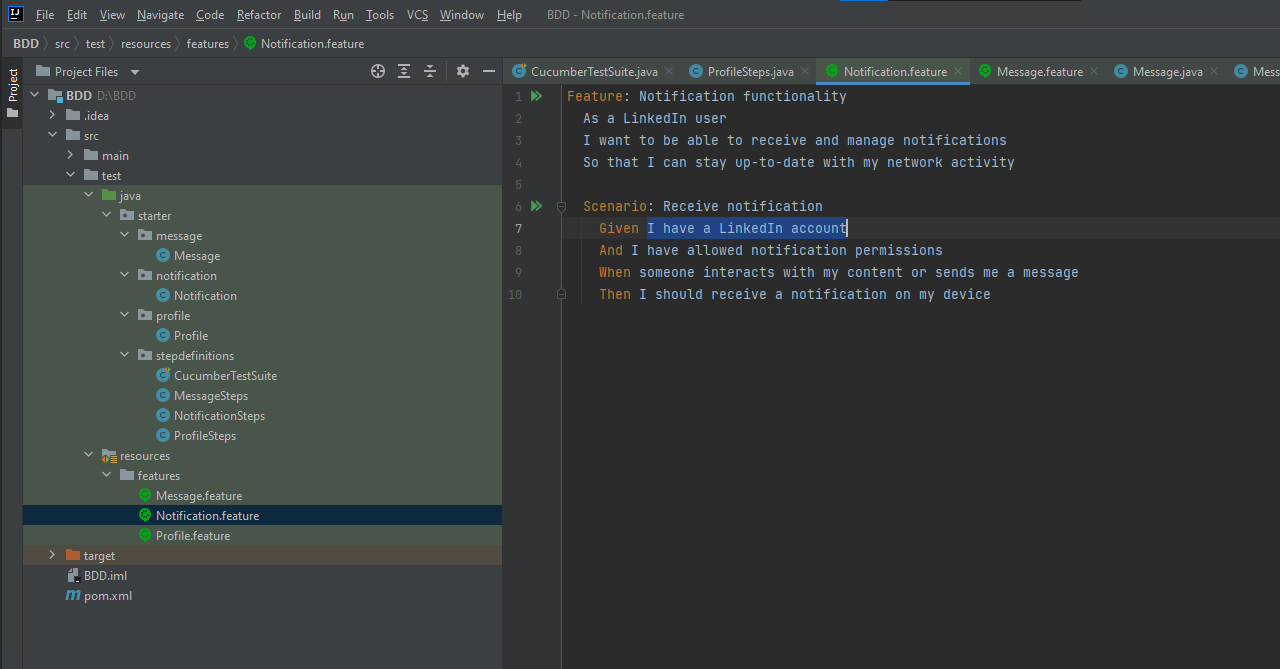 IJ File Edit View Navigate Code Refactor Build Run Tools VCS Window Help BDD - Notification.feature
BDD src test resources features Notification.feature
Project
Project Files
BDD D:\BDD
.idea
src
main
test
java
starter
message
Message
notification
Notification
profile
Profile
stepdefinitions
CucumberTestSuite
MessageSteps
NotificationSteps
ProfileSteps
resources
features
Message.feature
Notification.feature
Profile.feature
target
BDD.iml
pom.xml
CucumberTestSuite.java ProfileSteps.java Notification.feature Message.feature Message.java Mess
1 Feature: Notification functionality
2 As a LinkedIn user
3 I want to be able to receive and manage notifications
4 So that I can stay up-to-date with my network activity
5
6 Scenario: Receive notification
7 Given I have a LinkedIn account
8 And I have allowed notification permissions
9 When someone interacts with my content or sends me a message
10 Then I should receive a notification on my device